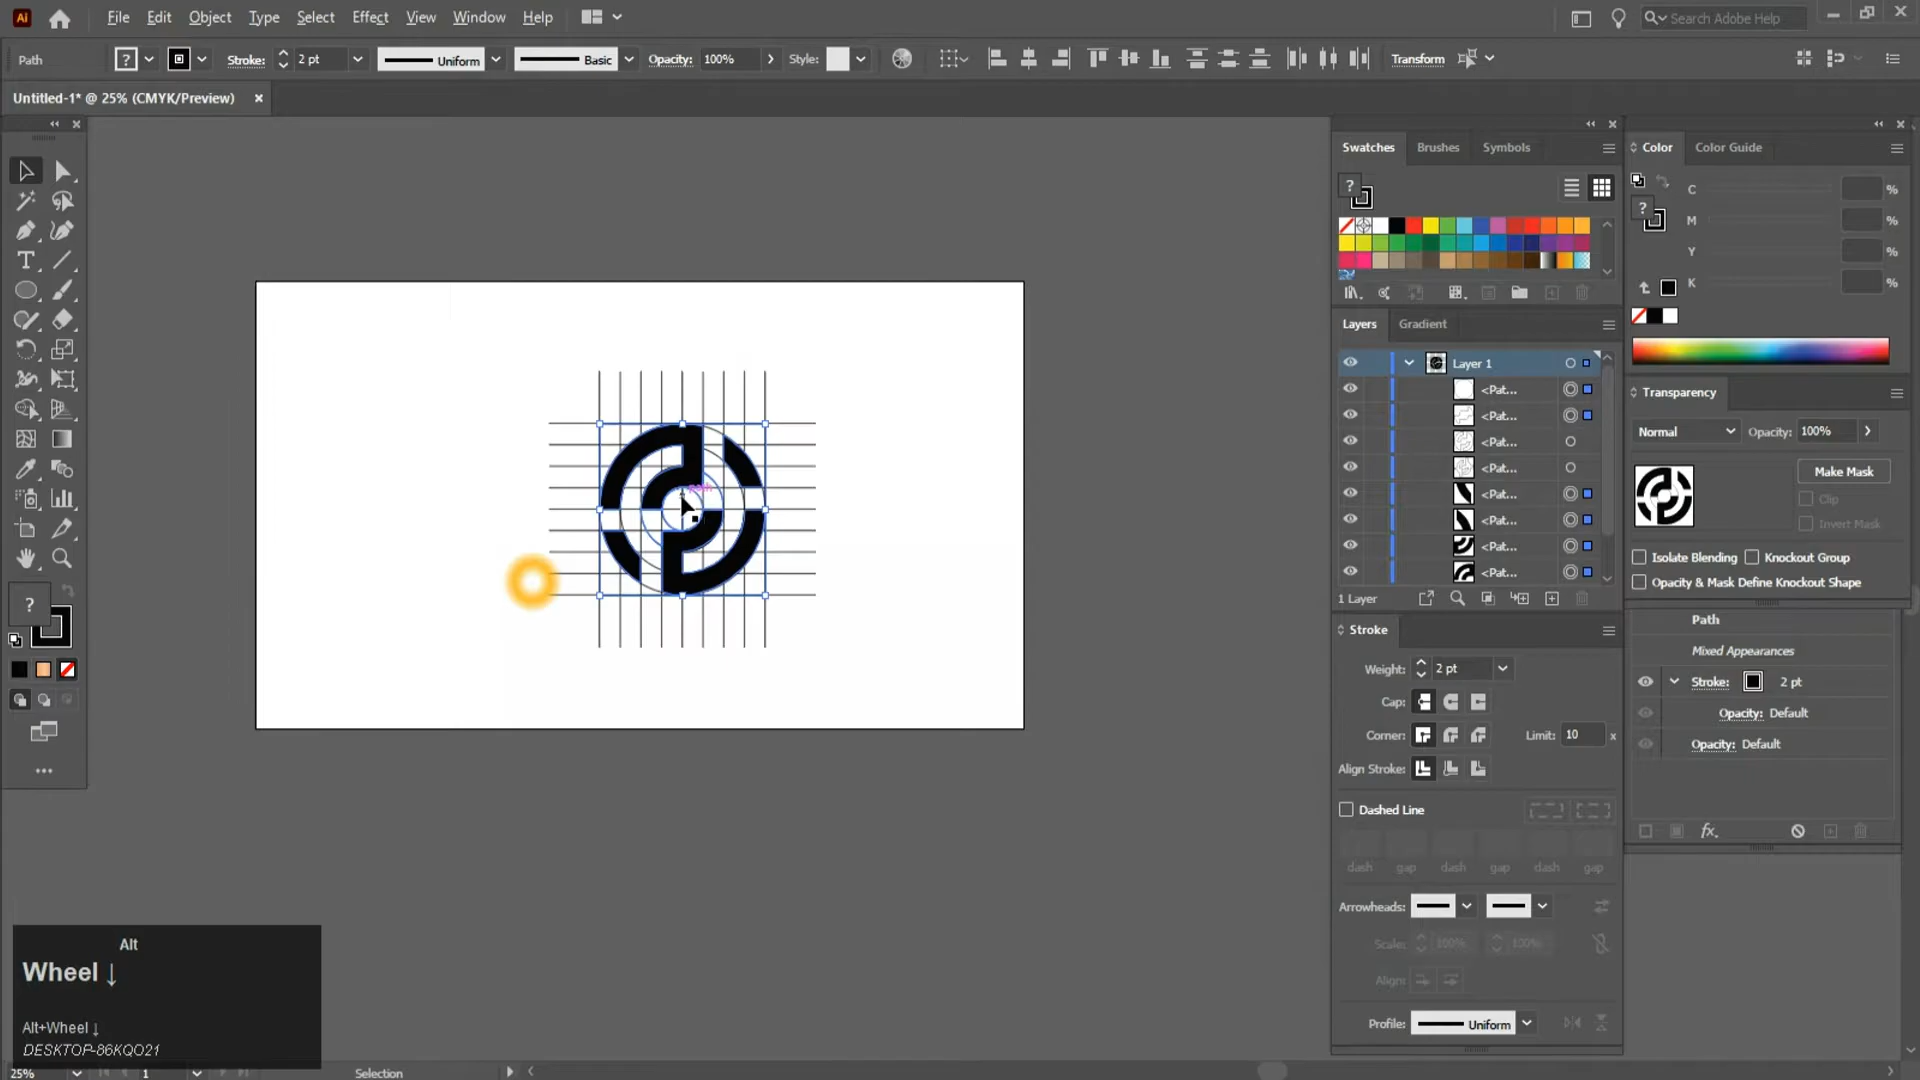 Ai File Edit Object Type Select Effect View Window Help Search Adobe Help
Path ? Stroke: 2 pt Uniform Basic Opacity: 100% Style: Transform
Untitled-1* @ 25% (CMYK/Preview)
Swatches Brushes Symbols
?
Layers Gradient
Layer 1
<Pat...
<Pat...
<Pat...
<Pat...
<Pat...
<Pat...
<Pat...
<Pat...
1 Layer
Stroke
Weight: 2 pt
Cap:
Corner: Limit: 10 x
Align Stroke:
Dashed Line
dash gap dash gap dash gap
Arrowheads:
Scale: 100% 100%
Align:
Profile: Uniform
Color Color Guide
C %
? M %
Y %
K %
Transparency
Normal Opacity: 100%
Make Mask
Clip
Invert Mask
Isolate Blending Knockout Group
Opacity & Mask Define Knockout Shape
Path
Mixed Appearances
Stroke: 2 pt
Opacity: Default
Opacity: Default
fx.
?
path
Alt
Wheel ↓
Alt+Wheel ↓
DESKTOP-86KQO21
25% 1 Selection